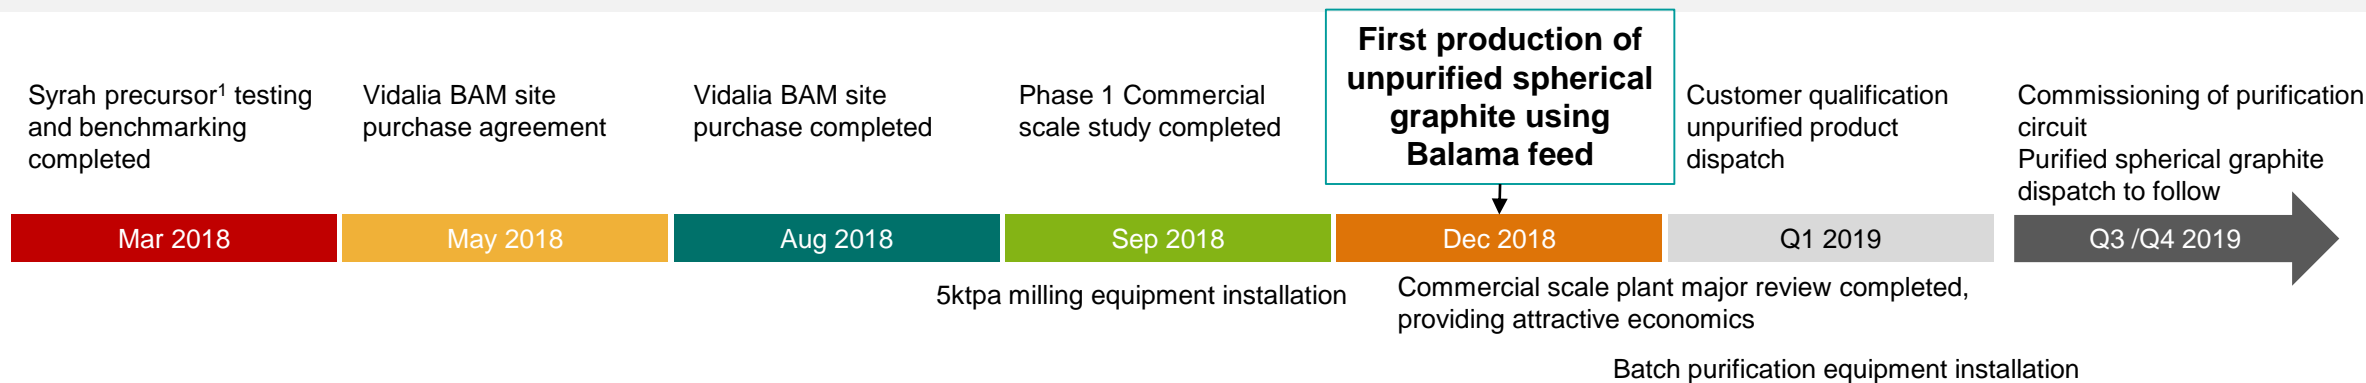 Syrah precursor1 testing
and benchmarking
completed
Vidalia BAM site
purchase agreement
Vidalia BAM site
purchase completed
Phase 1 Commercial
scale study completed
First production of
unpurified spherical
graphite using
Balama feed
Customer qualification
unpurified product
dispatch
Commissioning of purification
circuit
Purified spherical graphite
dispatch to follow
Mar 2018
May 2018
Aug 2018
Sep 2018
Dec 2018
Q1 2019
Q3 /Q4 2019
5ktpa milling equipment installation
Commercial scale plant major review completed,
providing attractive economics
Batch purification equipment installation